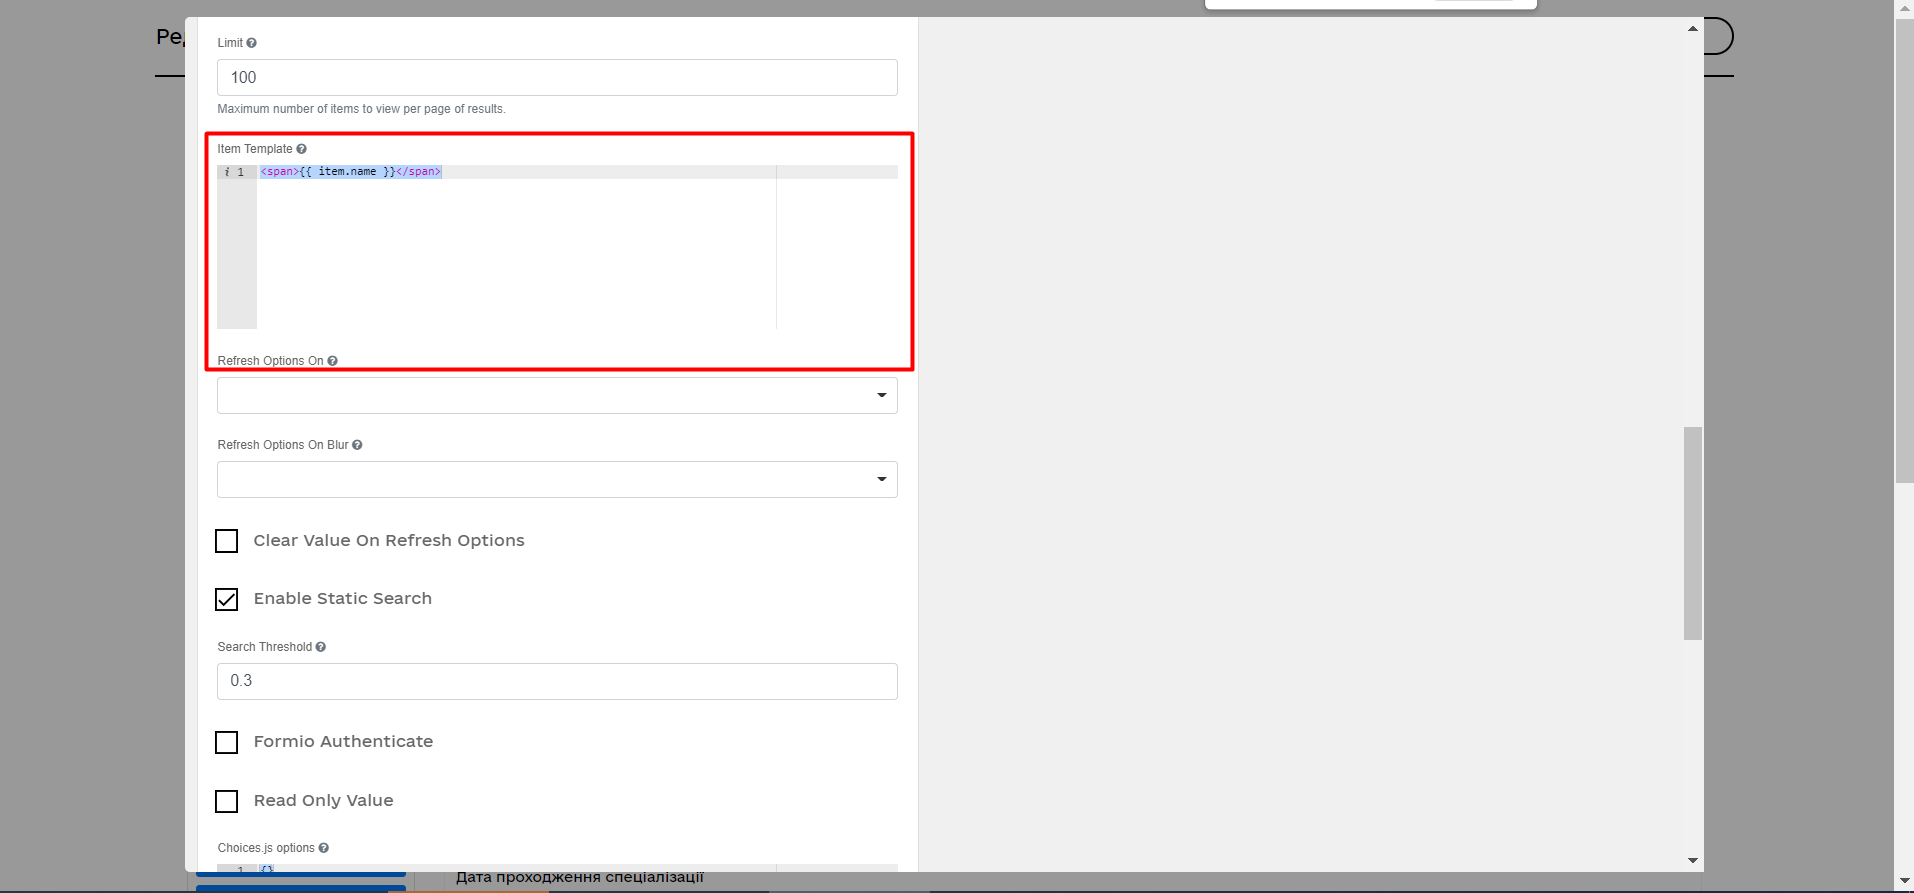 Limit
100
Maximum number of items to view per page of results.
Item Template
i 1 <span>{{ item.name }}</span>
Refresh Options On
Refresh Options On Blur
Clear Value On Refresh Options
Enable Static Search
Search Threshold
0.3
Formio Authenticate
Read Only Value
Choices.js options
1 {}
Дата проходження спеціалізації